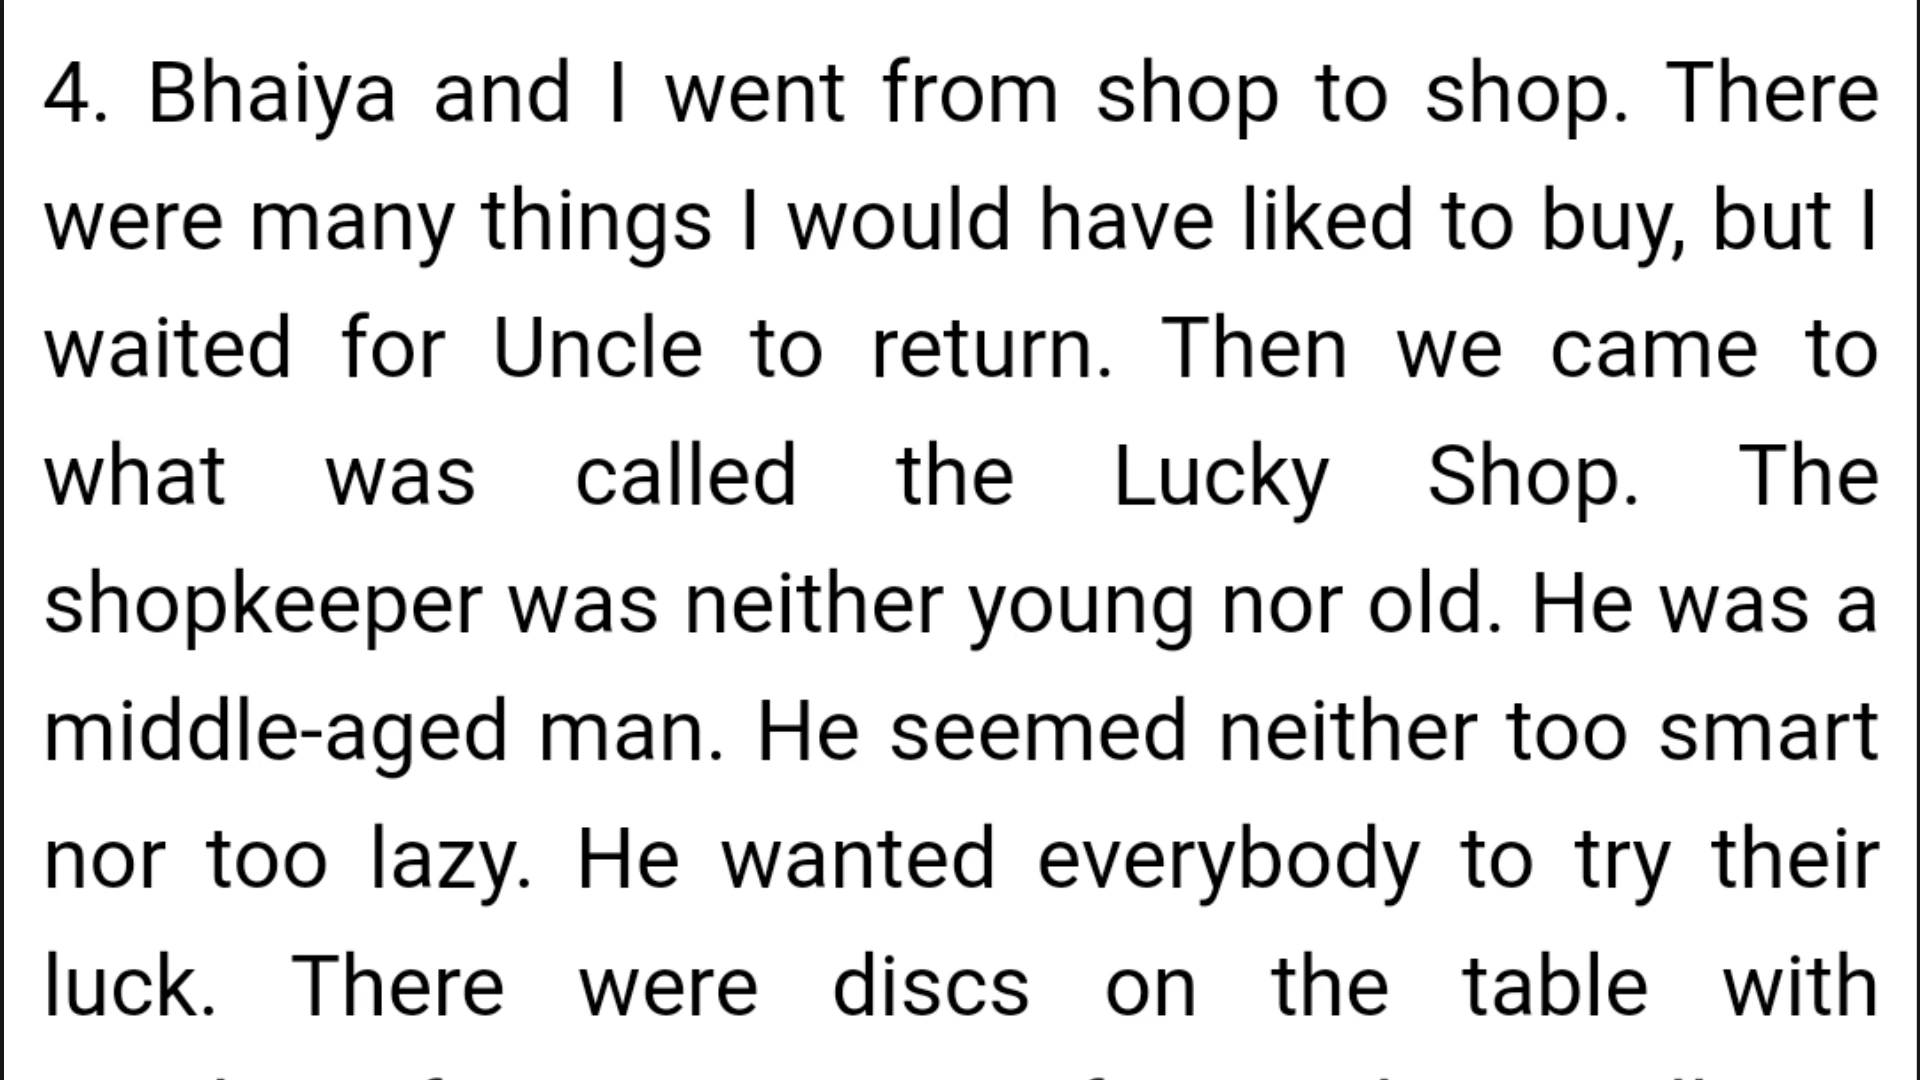 4. Bhaiya and I went from shop to shop. There
were many things I would have liked to buy, but I
waited for Uncle to return. Then we came to
what was called the Lucky Shop. The
shopkeeper was neither young nor old. He was a
middle-aged man. He seemed neither too smart
nor too lazy. He wanted everybody to try their
luck. There were discs on the table with